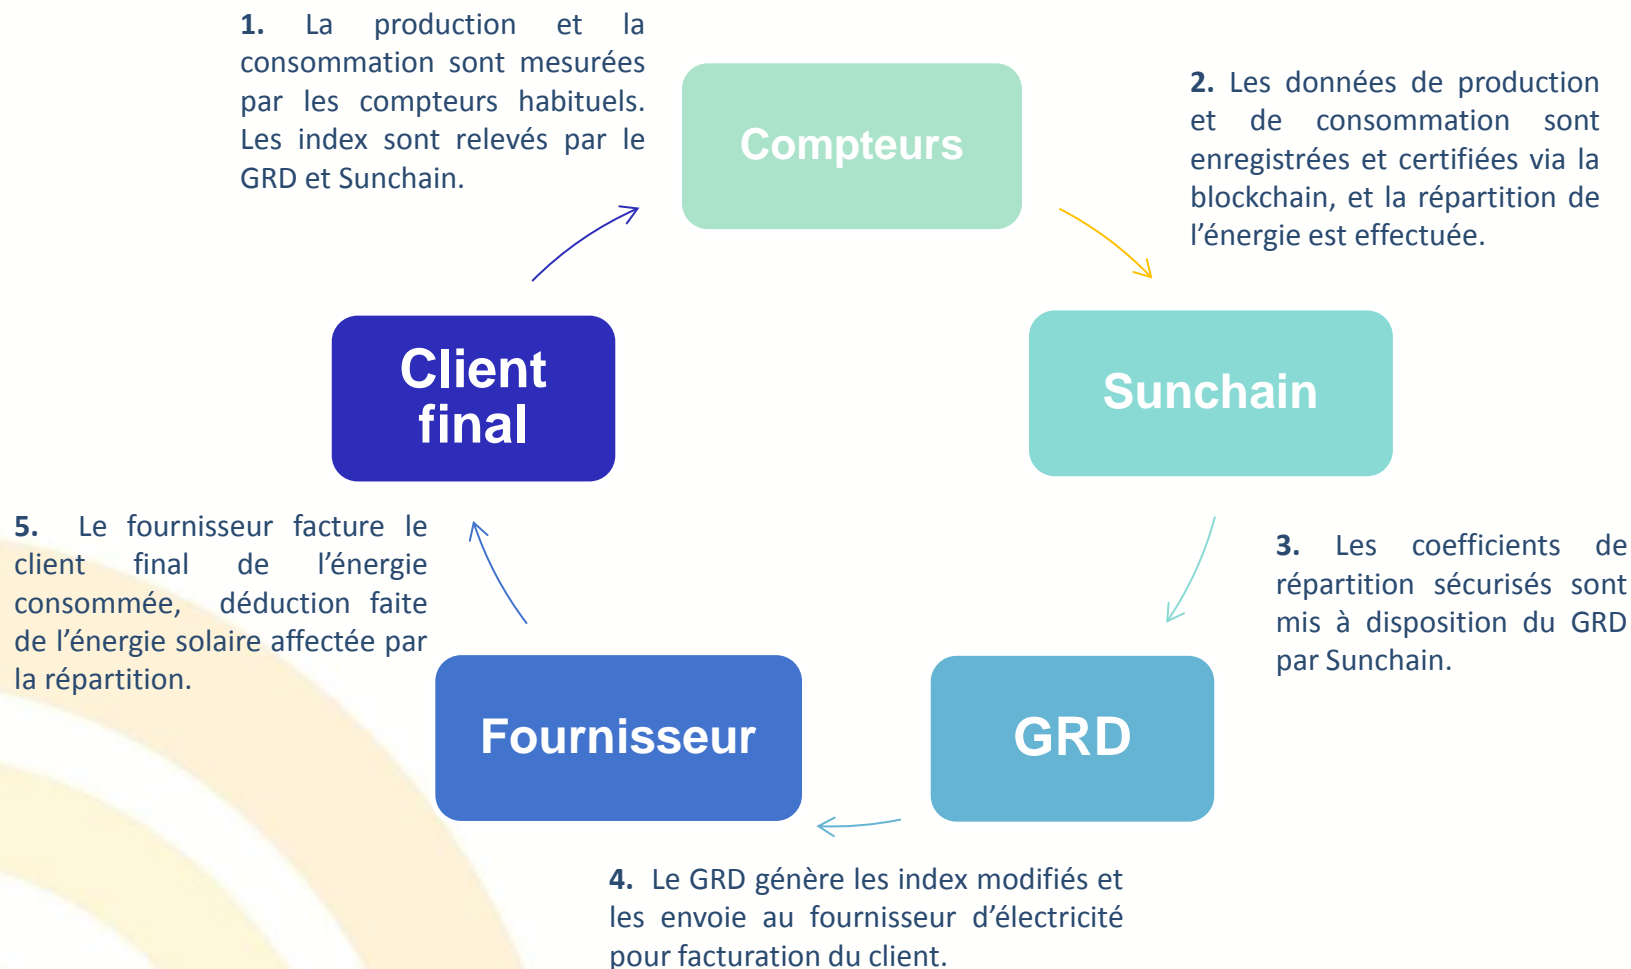 1. La production et la
consommation sont mesurées
par les compteurs habituels.
Les index sont relevés par le
GRD et Sunchain.
Compteurs
2. Les données de production
et de consommation sont
enregistrées et certifiées via la
blockchain, et la répartition de
l’énergie est effectuée.
Sunchain
3. Les coefficients de
répartition sécurisés sont
mis à disposition du GRD
par Sunchain.
GRD
4. Le GRD génère les index modifiés et
les envoie au fournisseur d’électricité
pour facturation du client.
Fournisseur
5. Le fournisseur facture le
client final de l’énergie
consommée, déduction faite
de l’énergie solaire affectée par
la répartition.
Client
final